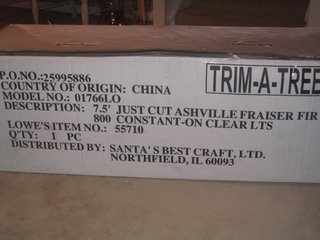 P.O.NO.:25995886
COUNTRY OF ORIGIN: CHINA
MODEL NO.: 01766LO
DESCRIPTION: 7.5' JUST CUT ASHVILLE FRAISER FIR
800 CONSTANT-ON CLEAR LTS
LOWE'S ITEM NO.: 55710
Q'TY: 1 PC
DISTRIBUTED BY: SANTA'S BEST CRAFT, LTD.
NORTHFIELD, IL 60093
TRIM-A-TREE